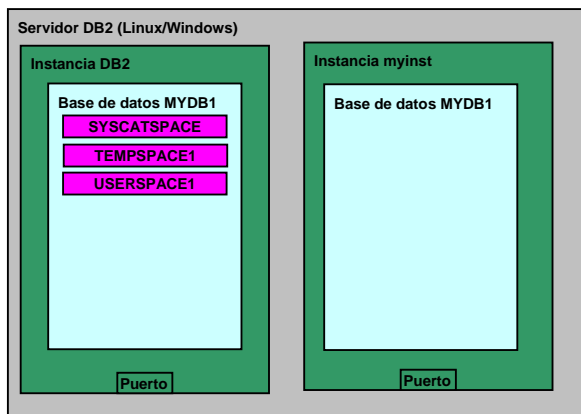 Servidor DB2 (Linux/Windows)
Instancia DB2
Base de datos MYDB1
SYSCATSPACE
TEMPSPACE1
USERSPACE1
Puerto
Instancia myinst
Base de datos MYDB1
Puerto